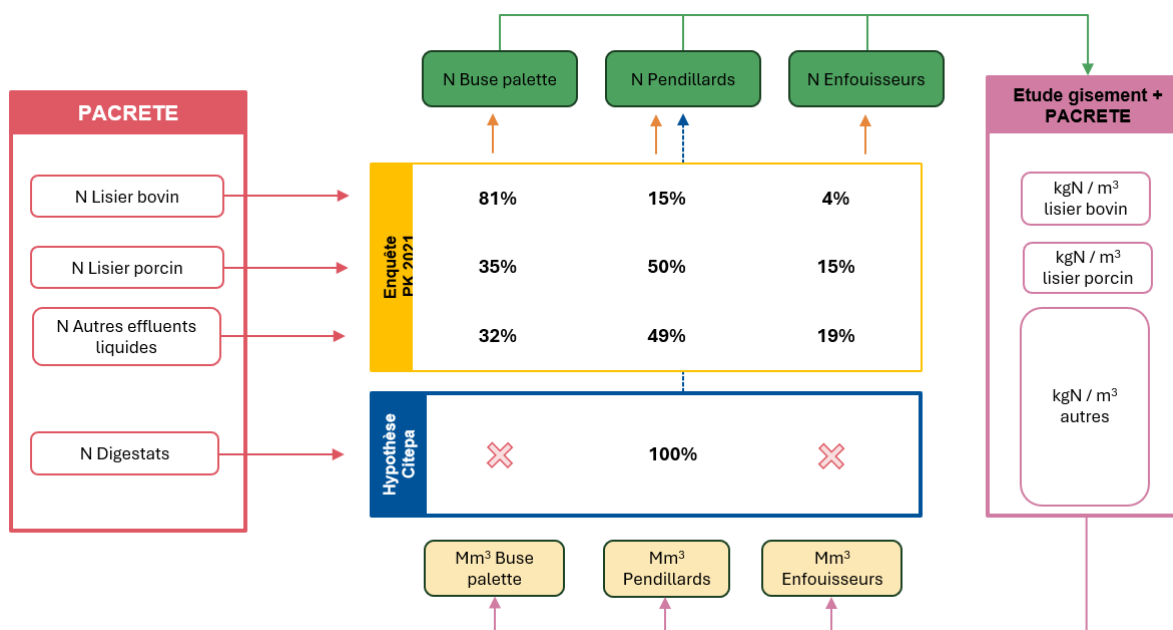 N Buse palette
N Pendillards
N Enfouisseurs
PACRETE
Etude gisement +
PACRETE
N Lisier bovin
N Lisier porcin
N Autres effluents
liquides
N Digestats
Enquête
PK 2021
81%
15%
4%
35%
50%
15%
32%
49%
19%
Hypothèse
Citepa
100%
kgN / m³
lisier bovin
kgN / m³
lisier porcin
kgN / m³
autres
Mm³ Buse
palette
Mm³
Pendillards
Mm³
Enfouisseurs